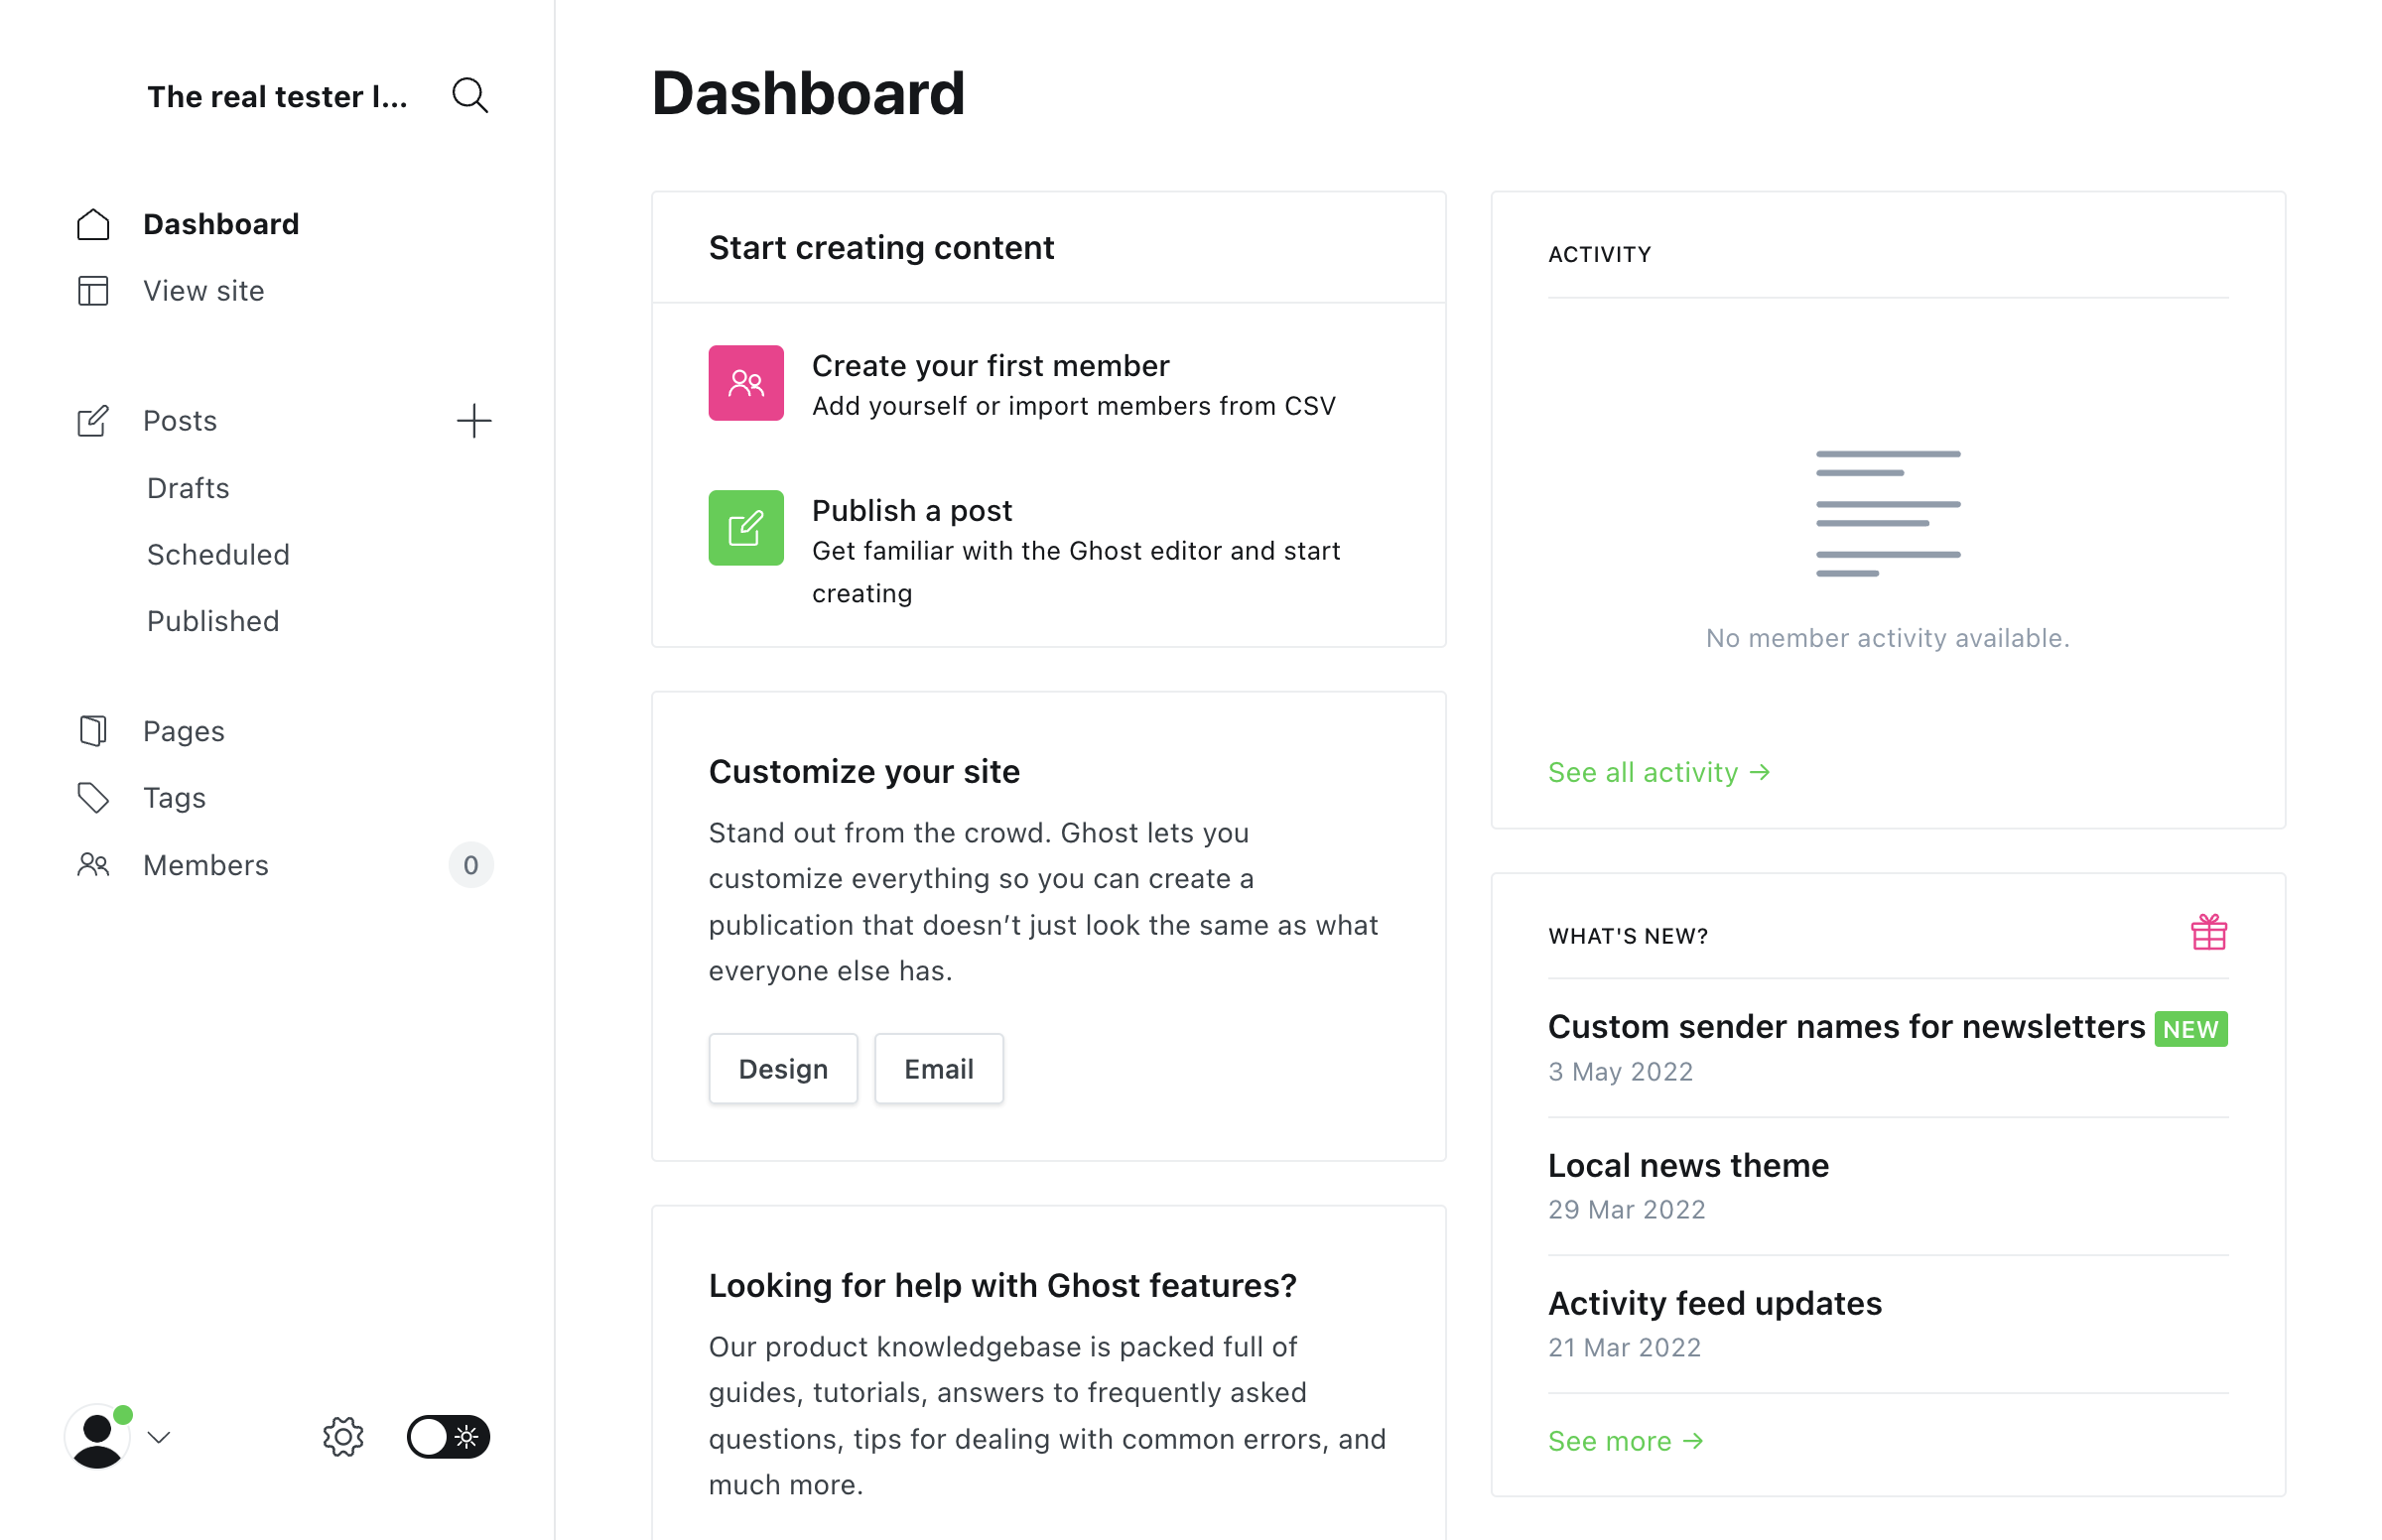 The real tester l...
Dashboard
View site
Posts
Drafts
Scheduled
Published
Pages
Tags
Members
0
Dashboard
Start creating content
Create your first member
Add yourself or import members from CSV
Publish a post
Get familiar with the Ghost editor and start
creating
Customize your site
Stand out from the crowd. Ghost lets you
customize everything so you can create a
publication that doesn’t just look the same as what
everyone else has.
Design
Email
Looking for help with Ghost features?
Our product knowledgebase is packed full of
guides, tutorials, answers to frequently asked
questions, tips for dealing with common errors, and
much more.
ACTIVITY
No member activity available.
See all activity →
WHAT'S NEW?
Custom sender names for newsletters NEW
3 May 2022
Local news theme
29 Mar 2022
Activity feed updates
21 Mar 2022
See more →